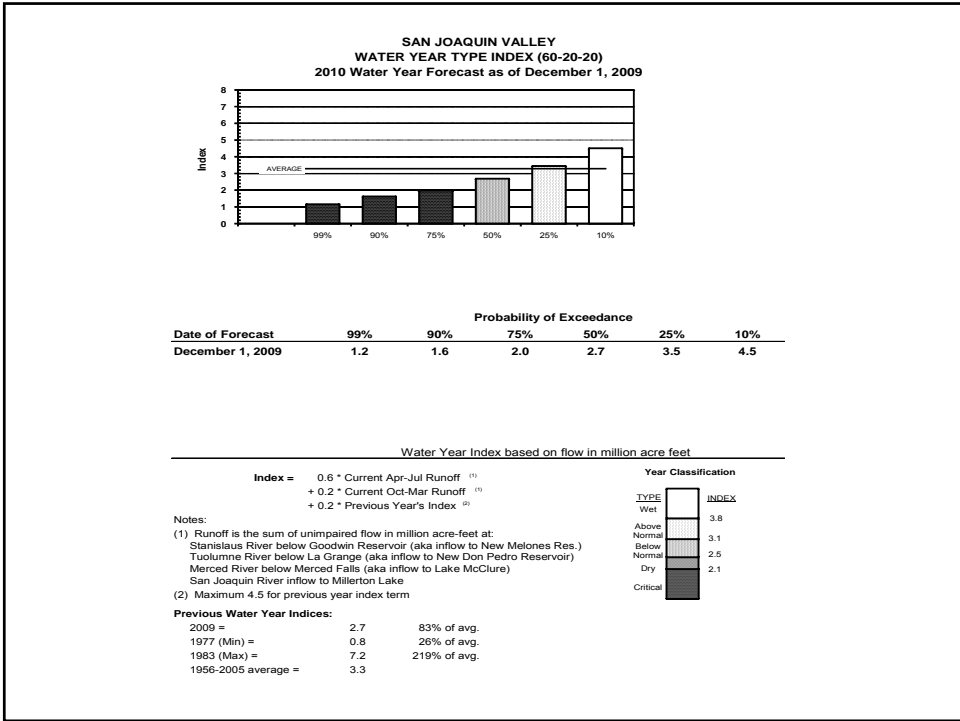 SAN JOAQUIN VALLEY
WATER YEAR TYPE INDEX (60-20-20)
2010 Water Year Forecast as of December 1, 2009
8
7
6
5
4
3
2
1
0
Index
AVERAGE
99% 90% 75% 50% 25% 10%
Probability of Exceedance
Date of Forecast 99% 90% 75% 50% 25% 10%
December 1, 2009 1.2 1.6 2.0 2.7 3.5 4.5
Water Year Index based on flow in million acre feet
Index = 0.6 * Current Apr-Jul Runoff (1)
+ 0.2 * Current Oct-Mar Runoff (1)
+ 0.2 * Previous Year's Index (2)
Notes:
(1) Runoff is the sum of unimpaired flow in million acre-feet at:
Stanislaus River below Goodwin Reservoir (aka inflow to New Melones Res.)
Tuolumne River below La Grange (aka inflow to New Don Pedro Reservoir)
Merced River below Merced Falls (aka inflow to Lake McClure)
San Joaquin River inflow to Millerton Lake
(2) Maximum 4.5 for previous year index term
Year Classification
TYPE INDEX
Wet
3.8
Above
Normal
3.1
Below
Normal
2.5
Dry
2.1
Critical
Previous Water Year Indices:
2009 = 2.7 83% of avg.
1977 (Min) = 0.8 26% of avg.
1983 (Max) = 7.2 219% of avg.
1956-2005 average = 3.3